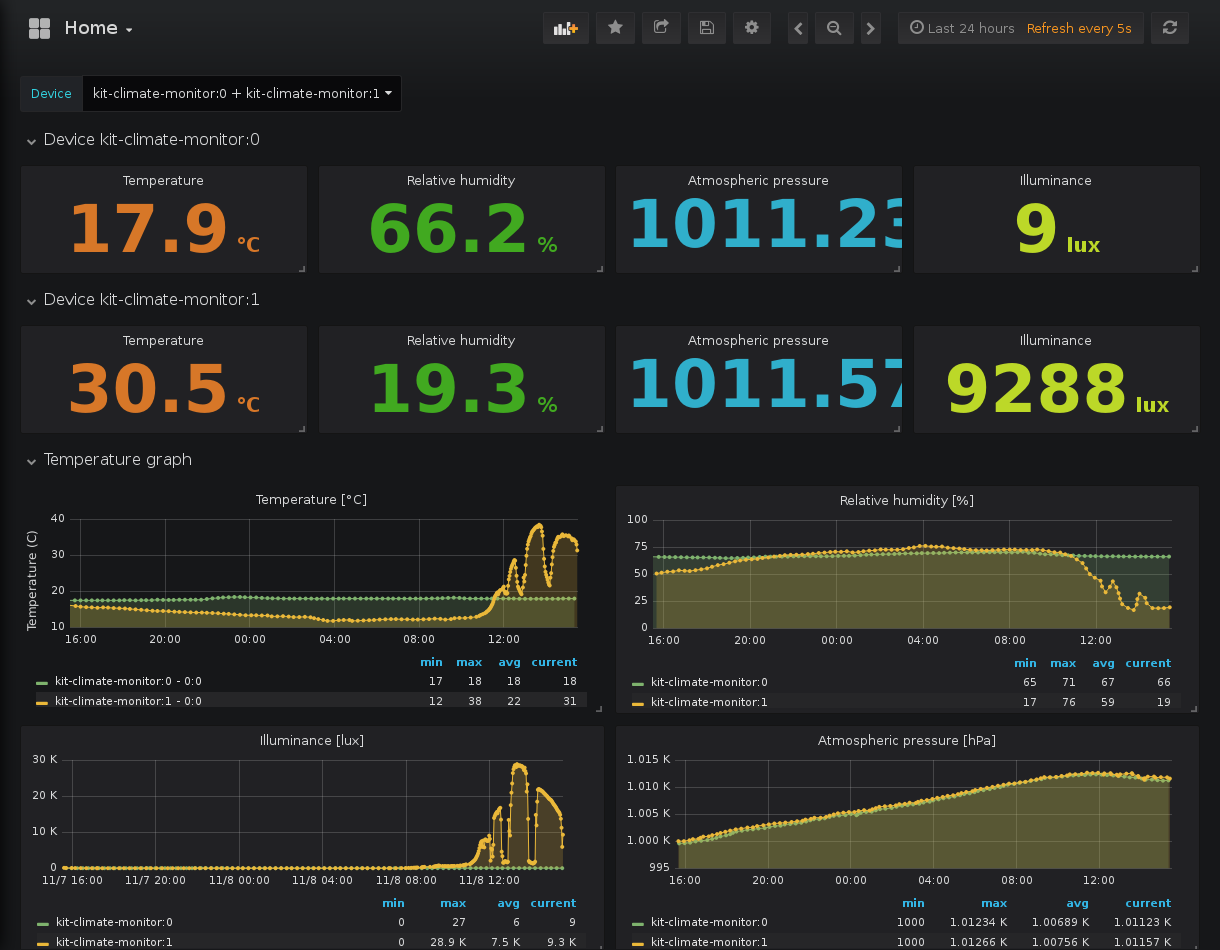 Home
Last 24 hours Refresh every 5s
Device kit-climate-monitor:0 + kit-climate-monitor:1
Device kit-climate-monitor:0
Temperature Relative humidity Atmospheric pressure Illuminance
17.9 °C 66.2 % 1011.23 9 lux
Device kit-climate-monitor:1
Temperature Relative humidity Atmospheric pressure Illuminance
30.5 °C 19.3 % 1011.57 9288 lux
Temperature graph
Temperature [°C]
Temperature (C)
40
30
20
10
16:00 20:00 00:00 04:00 08:00 12:00
min max avg current
kit-climate-monitor:0 - 0:0 17 18 18 18
kit-climate-monitor:1 - 0:0 12 38 22 31
Relative humidity [%]
100
75
50
25
0
16:00 20:00 00:00 04:00 08:00 12:00
min max avg current
kit-climate-monitor:0 65 71 67 66
kit-climate-monitor:1 17 76 59 19
Illuminance [lux]
30 K
20 K
10 K
0
11/7 16:00 11/7 20:00 11/8 00:00 11/8 04:00 11/8 08:00 11/8 12:00
min max avg current
kit-climate-monitor:0 0 27 6 9
kit-climate-monitor:1 0 28.9 K 7.5 K 9.3 K
Atmospheric pressure [hPa]
1.015 K
1.010 K
1.005 K
1.000 K
995
16:00 20:00 00:00 04:00 08:00 12:00
min max avg current
kit-climate-monitor:0 1000 1.01234 K 1.00689 K 1.01123 K
kit-climate-monitor:1 1000 1.01266 K 1.00756 K 1.01157 K